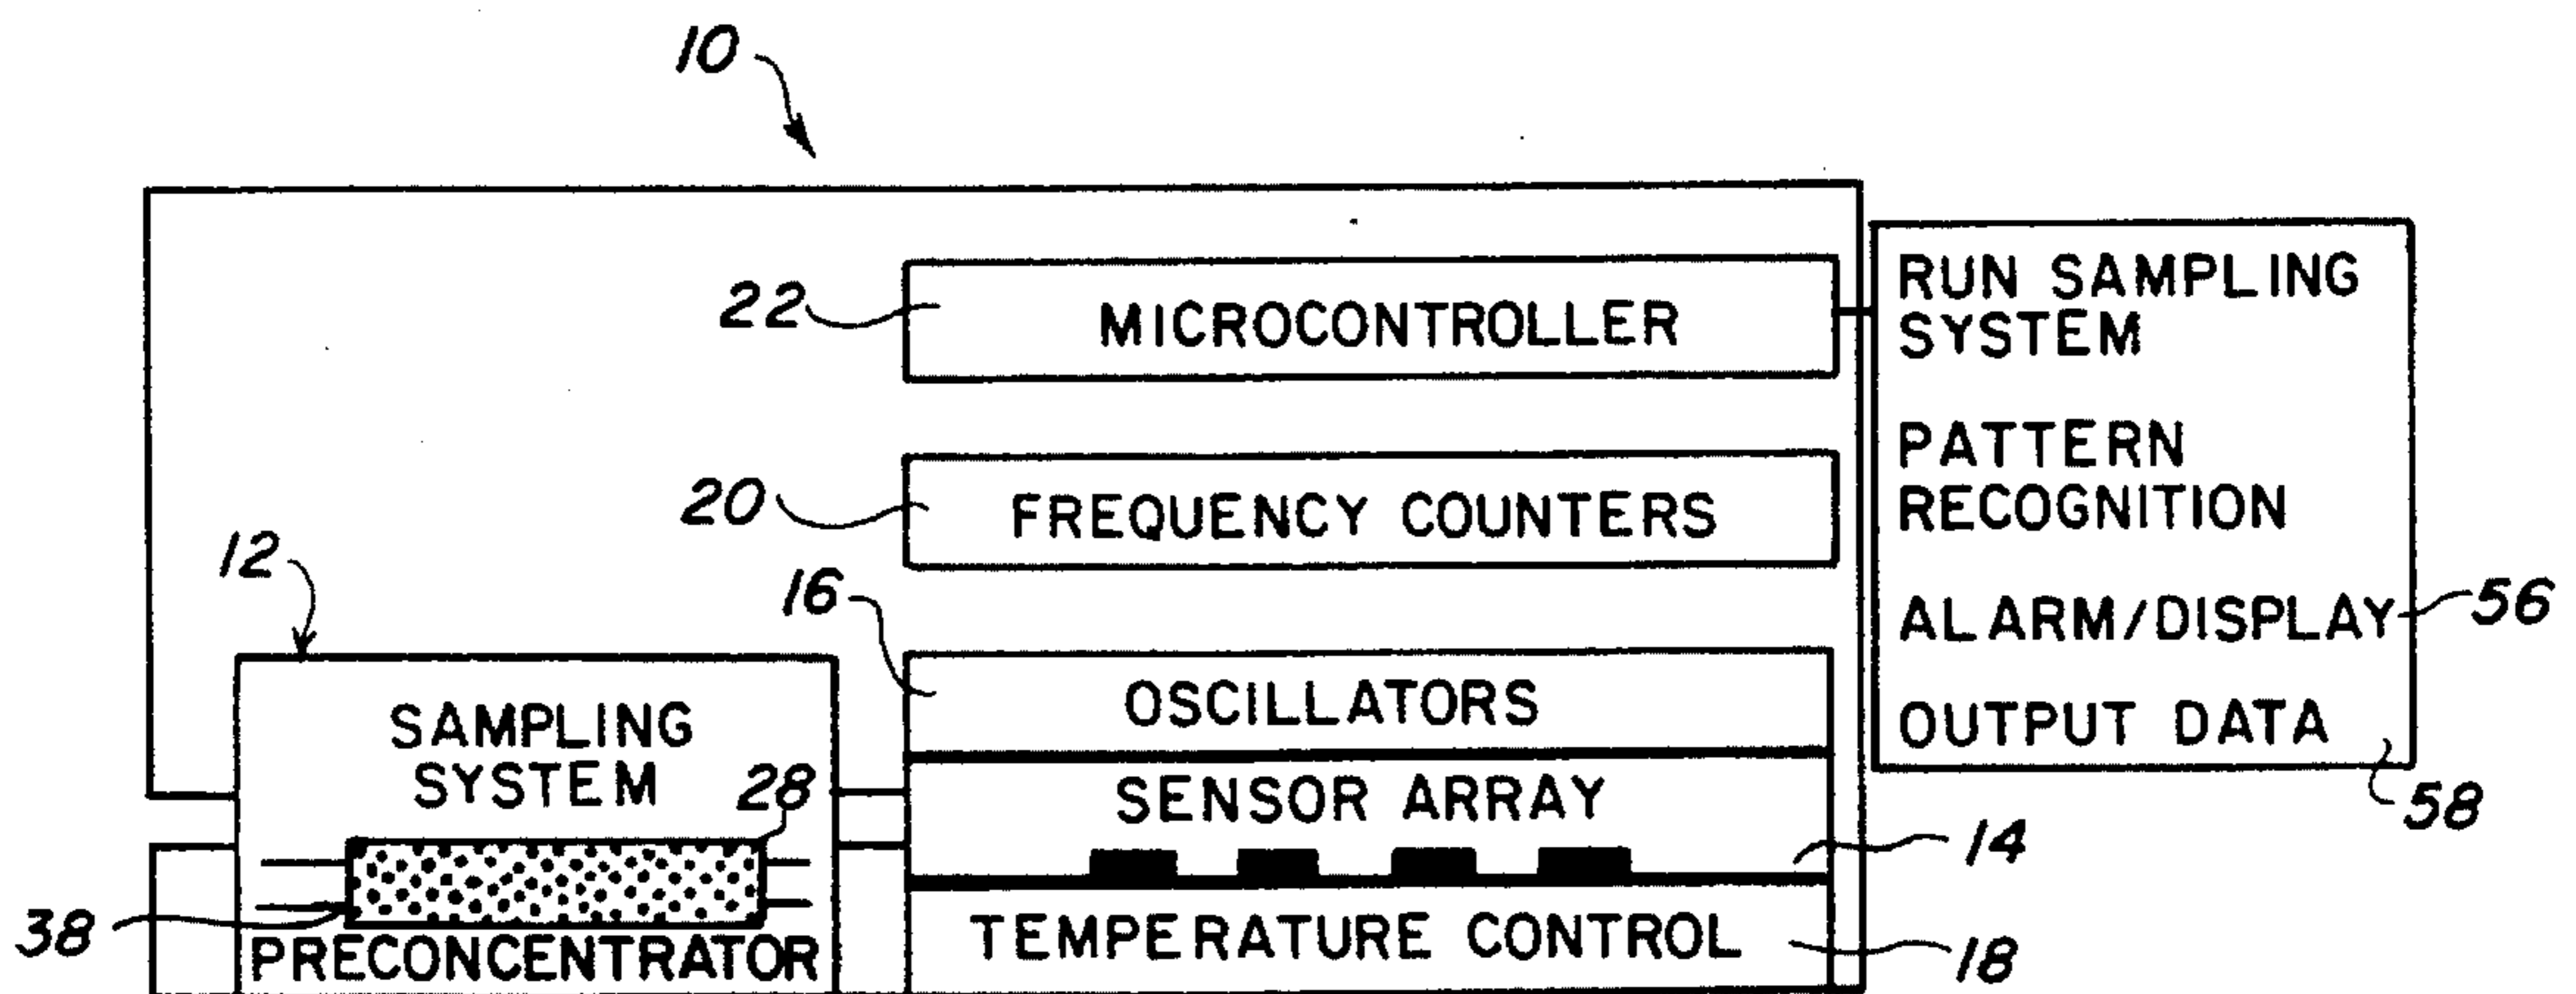 10
22
MICROCONTROLLER
RUN SAMPLING
SYSTEM
20
FREQUENCY COUNTERS
PATTERN
RECOGNITION
12
16
OSCILLATORS
ALARM/DISPLAY
56
OUTPUT DATA
58
SAMPLING
SYSTEM
28
SENSOR ARRAY
14
38
PRECONCENTRATOR
TEMPERATURE CONTROL
18